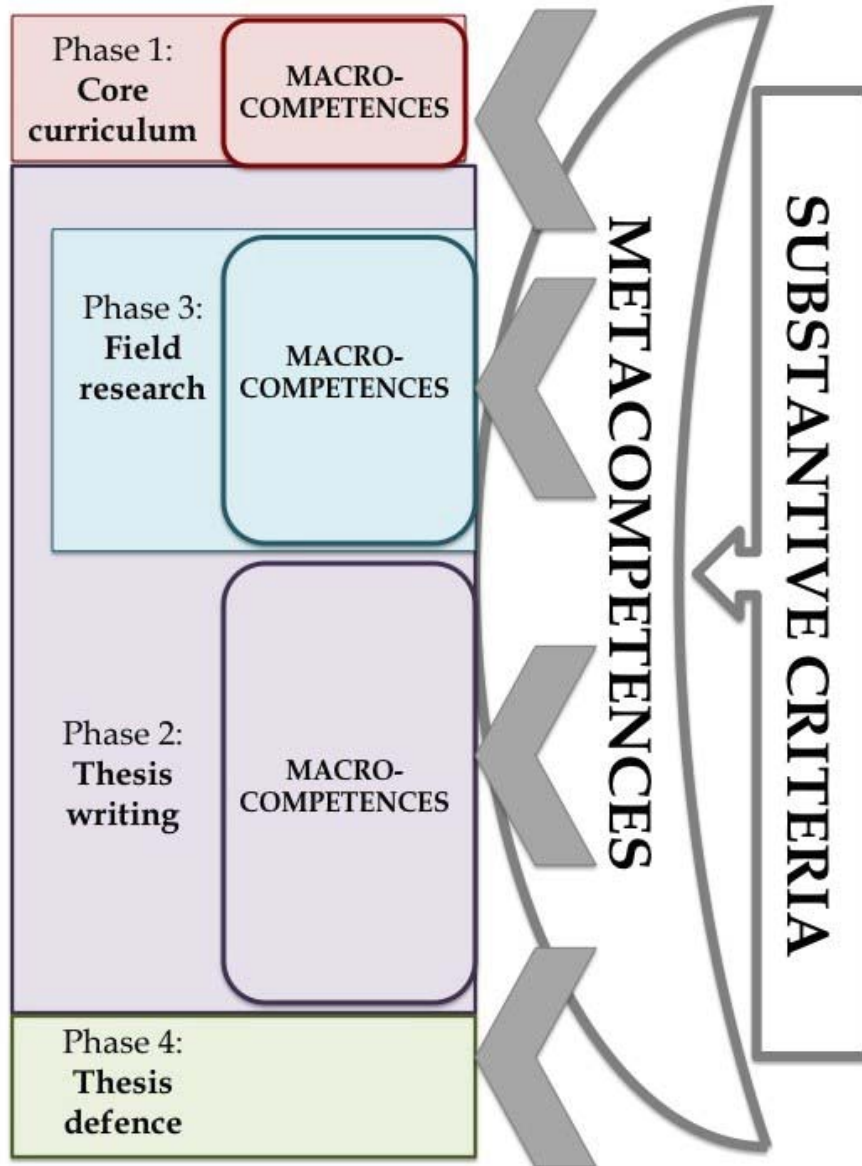 Phase 1:
Core
curriculum
MACRO-
COMPETENCES
Phase 3:
Field
research
MACRO-
COMPETENCES
Phase 2:
Thesis
writing
MACRO-
COMPETENCES
Phase 4:
Thesis
defence
METACOMPETENCES
SUBSTANTIVE CRITERIA